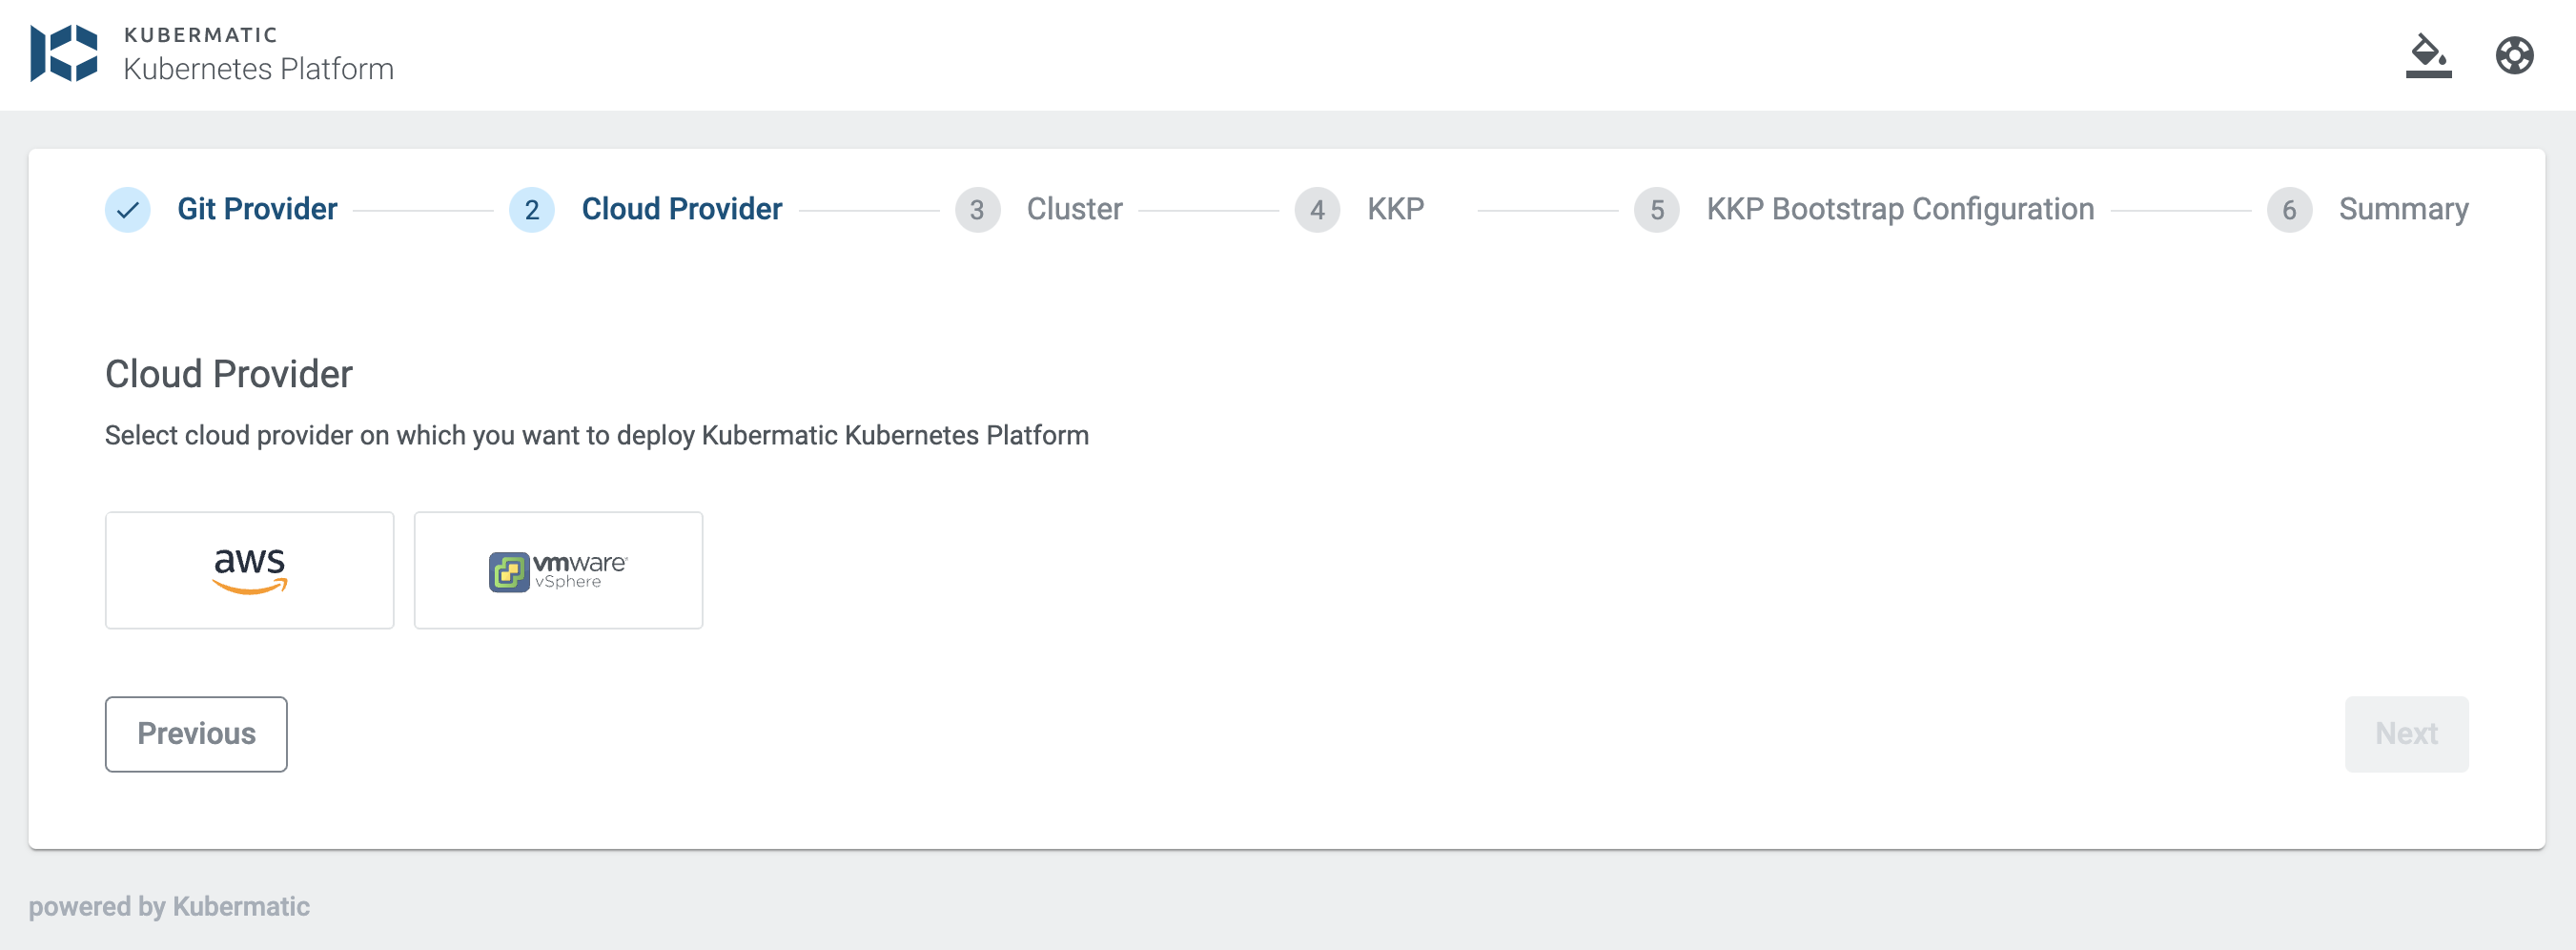 KUBERMATIC
Kubernetes Platform
Git Provider
2 Cloud Provider
3 Cluster
4 KKP
5 KKP Bootstrap Configuration
6 Summary
Cloud Provider
Select cloud provider on which you want to deploy Kubermatic Kubernetes Platform
aws
vmware
vSphere
Previous
Next
powered by Kubermatic